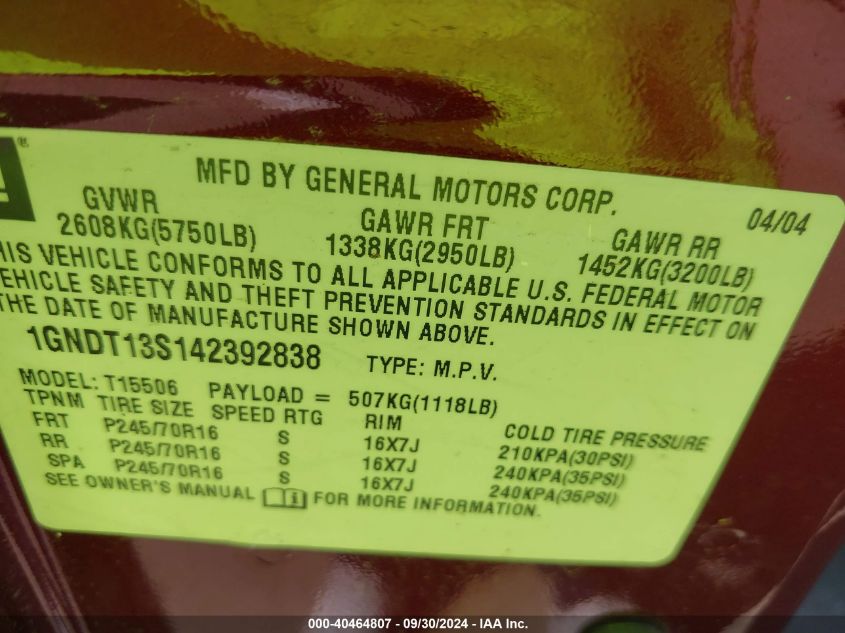 ®
MFD BY GENERAL MOTORS CORP.
04/04
GVWR GAWR FRT GAWR RR
2608KG(5750LB) 1338KG(2950LB) 1452KG(3200LB)
HIS VEHICLE CONFORMS TO ALL APPLICABLE U.S. FEDERAL MOTOR
VEHICLE SAFETY AND THEFT PREVENTION STANDARDS IN EFFECT ON
THE DATE OF MANUFACTURE SHOWN ABOVE.
1GNDT13S142392838 TYPE: M.P.V.
MODEL: T15506 PAYLOAD = 507KG(1118LB)
TPNM TIRE SIZE SPEED RTG RIM COLD TIRE PRESSURE
FRT P245/70R16 S 16X7J 210KPA(30PSI)
RR P245/70R16 S 16X7J 240KPA(35PSI)
SPA P245/70R16 S 16X7J 240KPA(35PSI)
SEE OWNER'S MANUAL FOR MORE INFORMATION.
000-40464807 - 09/30/2024 - IAA Inc.